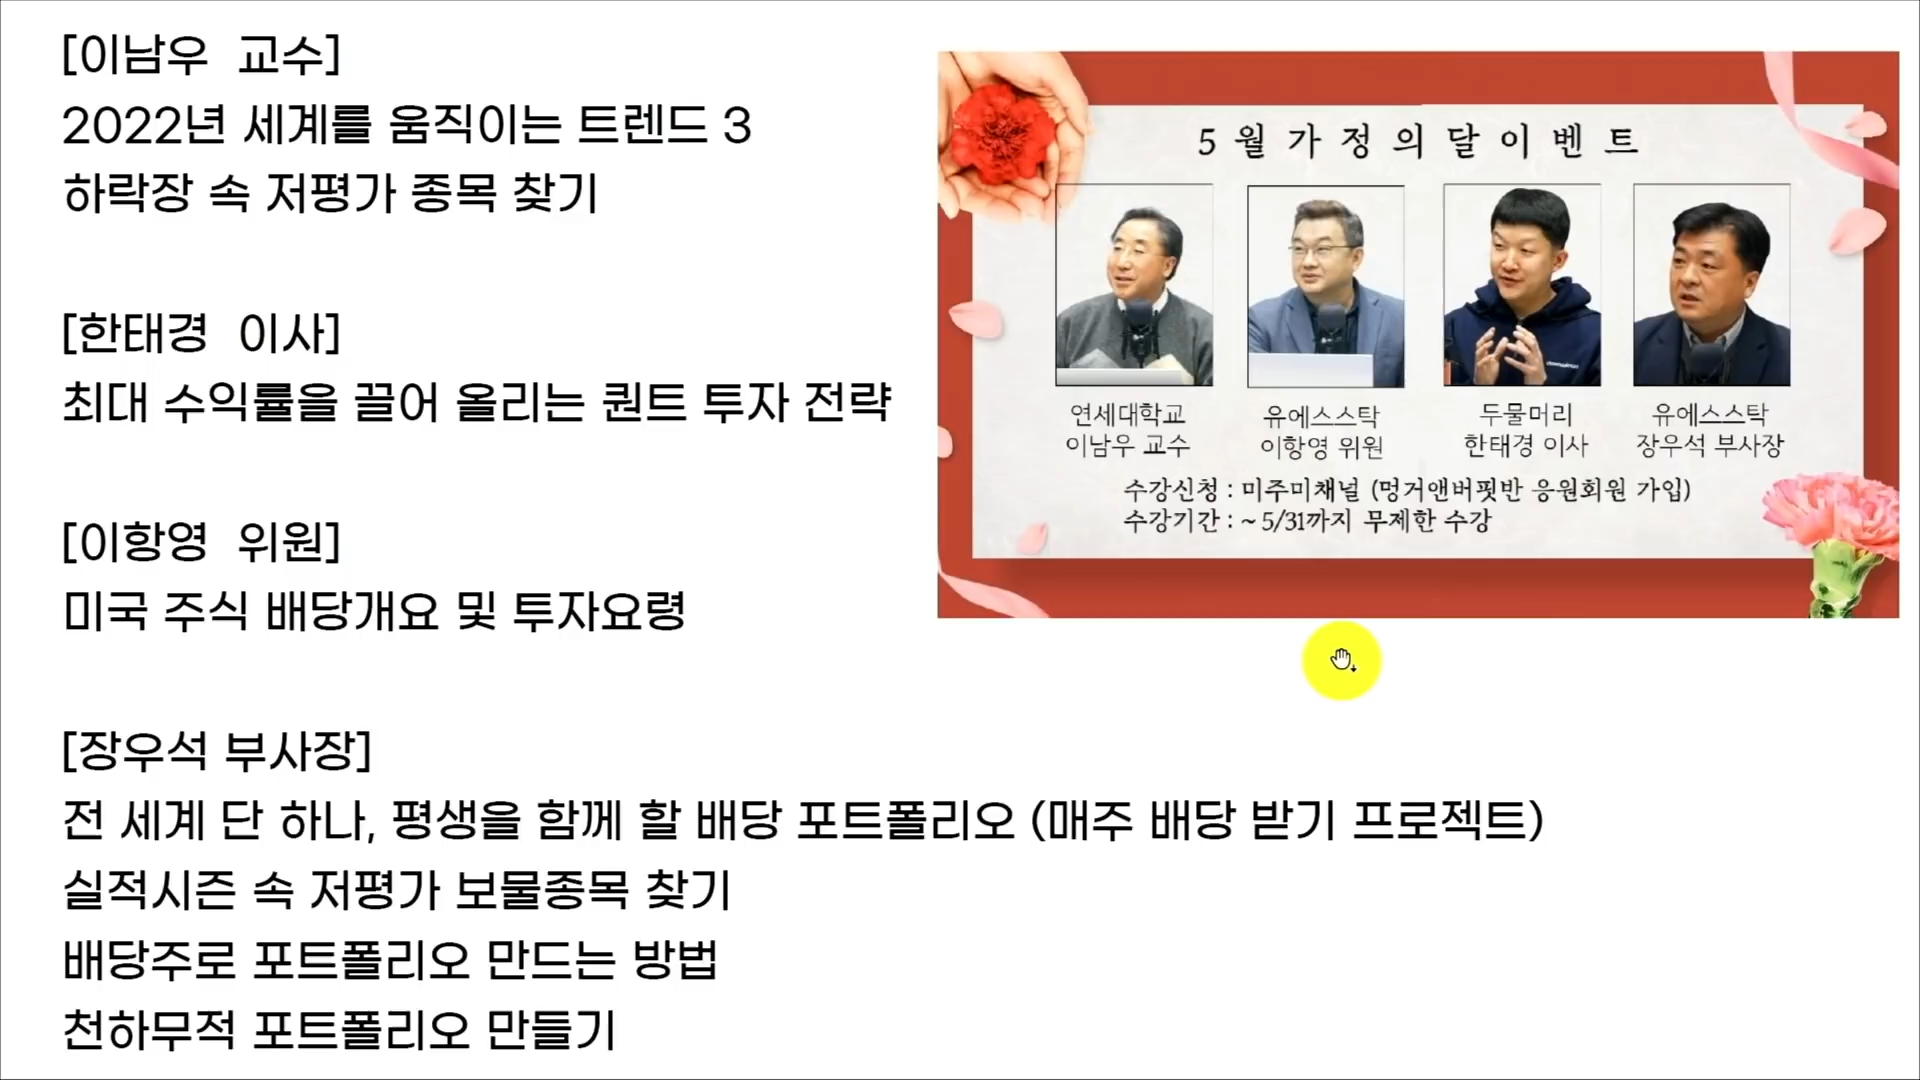 [이남우 교수]
2022년 세계를 움직이는 트렌드 3
하락장 속 저평가 종목 찾기
[한태경 이사]
최대 수익률을 끌어 올리는 퀀트 투자 전략
[이항영 위원]
미국 주식 배당개요 및 투자요령
[장우석 부사장]
전 세계 단 하나, 평생을 함께 할 배당 포트폴리오 (매주 배당 받기 프로젝트)
실적시즌 속 저평가 보물종목 찾기
배당주로 포트폴리오 만드는 방법
천하무적 포트폴리오 만들기
5월가정의달이벤트
연세대학교
이남우 교수
유에스스탁
이항영 위원
두물머리
한태경 이사
유에스스탁
장우석 부사장
수강신청 : 미주미채널 (멍거앤버핏반 응원회원 가입)
수강기간 : ~ 5/31까지 무제한 수강